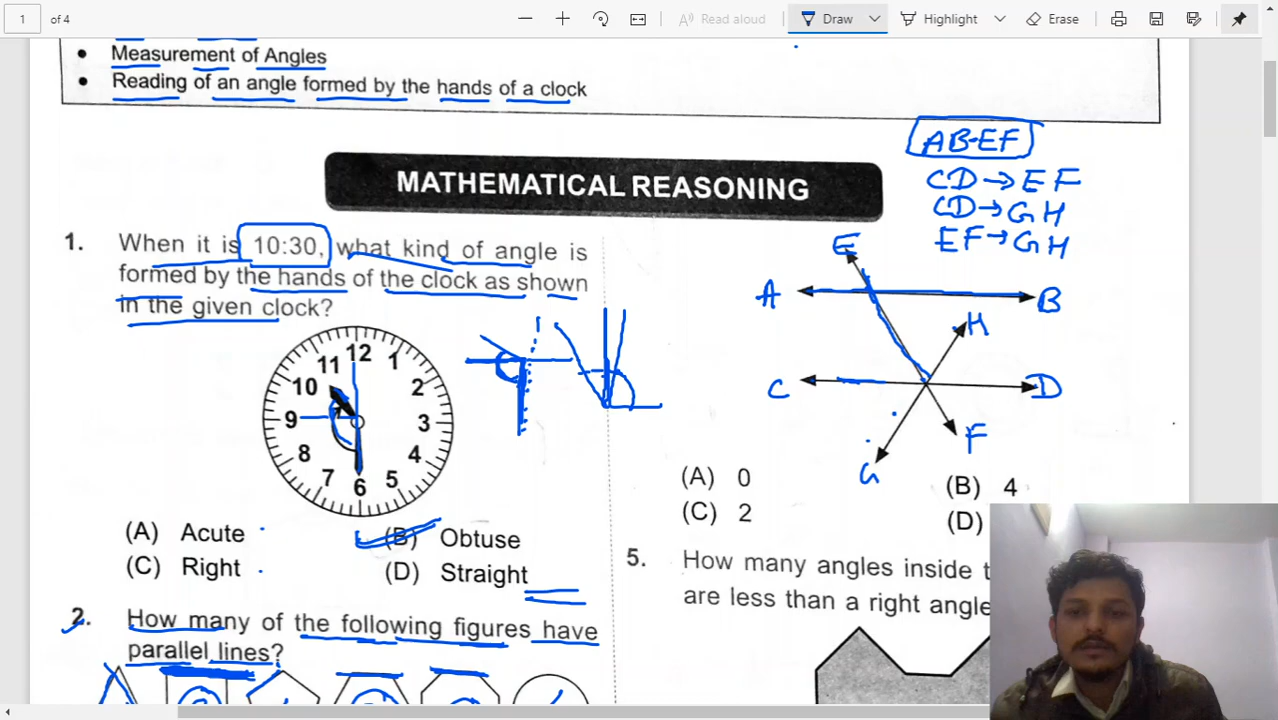 1 of 4
Read aloud
Draw
Highlight
Erase
• Measurement of Angles
• Reading of an angle formed by the hands of a clock
MATHEMATICAL REASONING
1. When it is 10:30, what kind of angle is
formed by the hands of the clock as shown
in the given clock?
12
11 1
10 2
9 3
8 4
7 5
6
(A) Acute (B) Obtuse
(C) Right (D) Straight
2. How many of the following figures have
parallel lines?
AB-EF
CD→EF
CD→GH
EF→GH
E
A B
H
C D
F
G
(A) 0 (B) 4
(C) 2 (D)
5. How many angles inside t
are less than a right angle